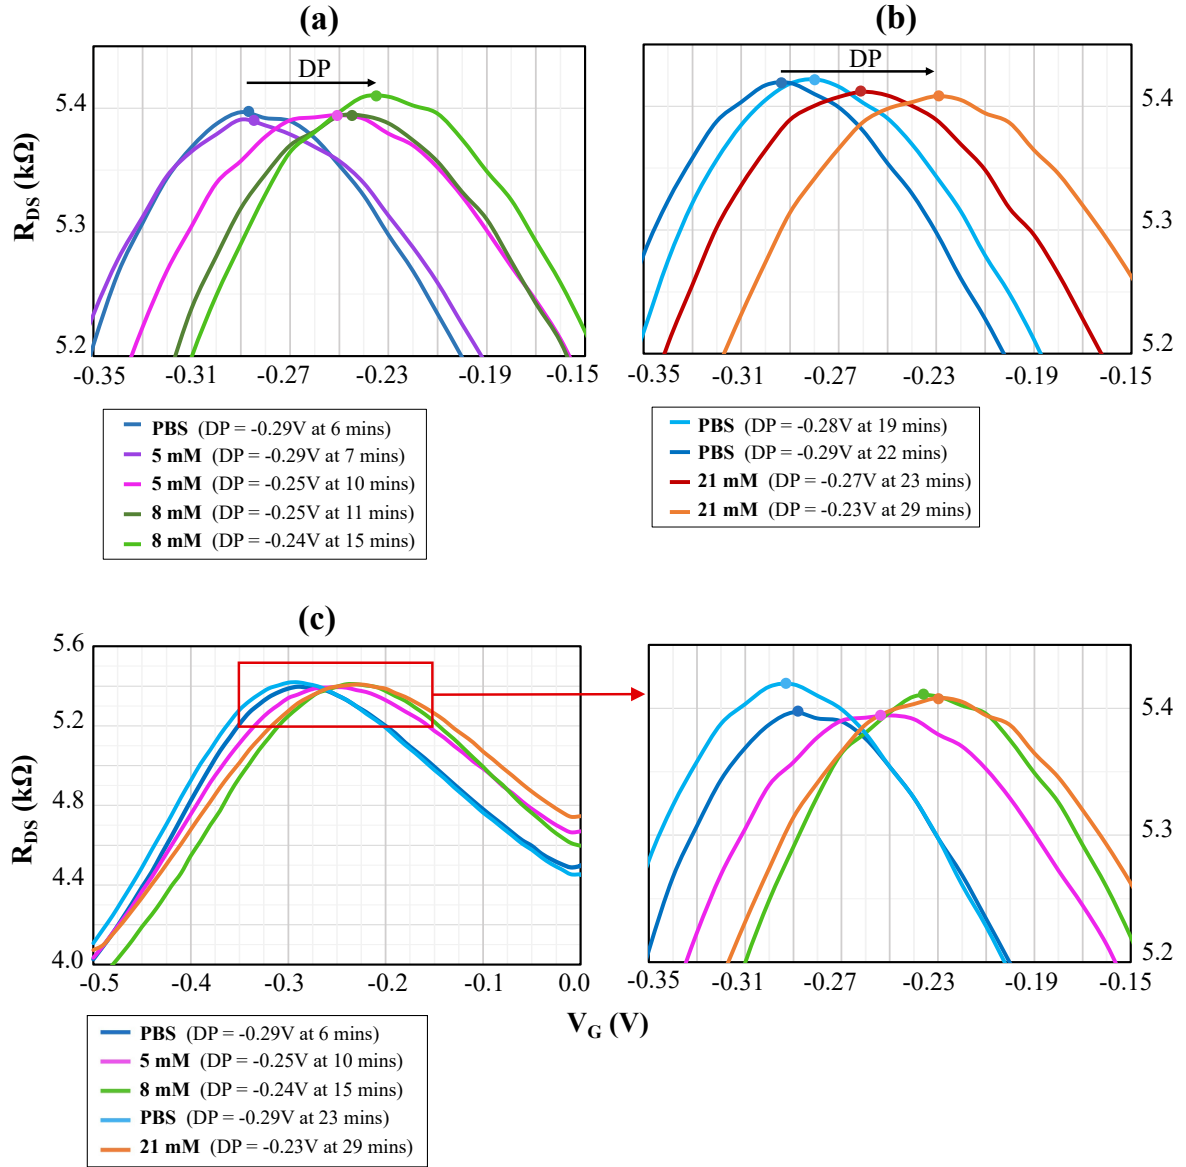 (a)
(b)
DP
DP
5.4
5.4
R_DS (kΩ)
5.3
5.3
5.2
5.2
-0.35 -0.31 -0.27 -0.23 -0.19 -0.15
-0.35 -0.31 -0.27 -0.23 -0.19 -0.15
PBS (DP = -0.29V at 6 mins)
5 mM (DP = -0.29V at 7 mins)
5 mM (DP = -0.25V at 10 mins)
8 mM (DP = -0.25V at 11 mins)
8 mM (DP = -0.24V at 15 mins)
PBS (DP = -0.28V at 19 mins)
PBS (DP = -0.29V at 22 mins)
21 mM (DP = -0.27V at 23 mins)
21 mM (DP = -0.23V at 29 mins)
(c)
5.6
5.2
4.8
4.4
4.0
R_DS (kΩ)
-0.5 -0.4 -0.3 -0.2 -0.1 0.0
5.4
5.3
5.2
-0.35 -0.31 -0.27 -0.23 -0.19 -0.15
V_G (V)
PBS (DP = -0.29V at 6 mins)
5 mM (DP = -0.25V at 10 mins)
8 mM (DP = -0.24V at 15 mins)
PBS (DP = -0.29V at 23 mins)
21 mM (DP = -0.23V at 29 mins)